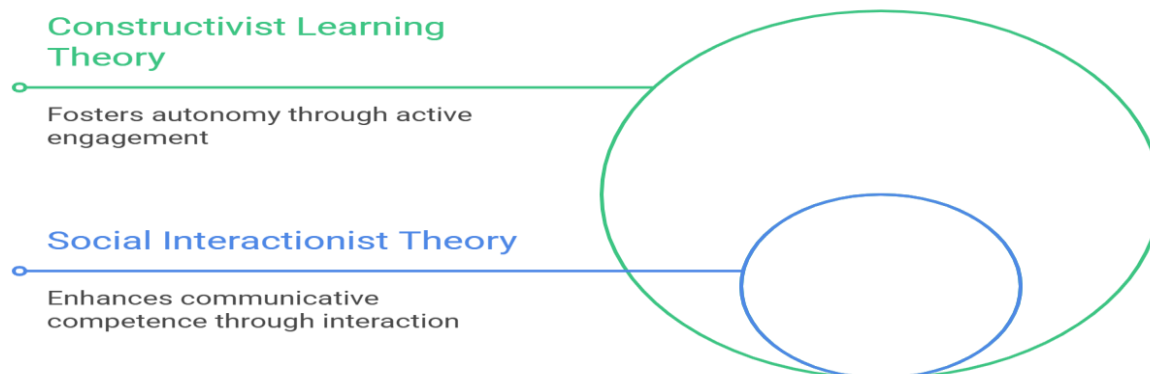 Constructivist Learning
Theory
Fosters autonomy through active
engagement
Social Interactionist Theory
Enhances communicative
competence through interaction